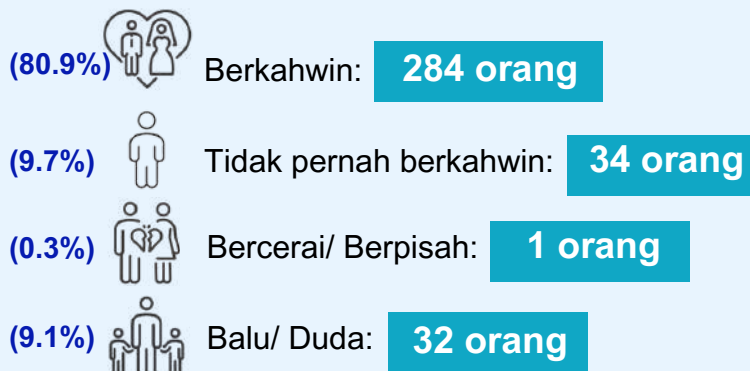 (80.9%) Berkahwin: 284 orang
(9.7%) Tidak pernah berkahwin: 34 orang
(0.3%) Bercerai/ Berpisah: 1 orang
(9.1%) Balu/ Duda: 32 orang